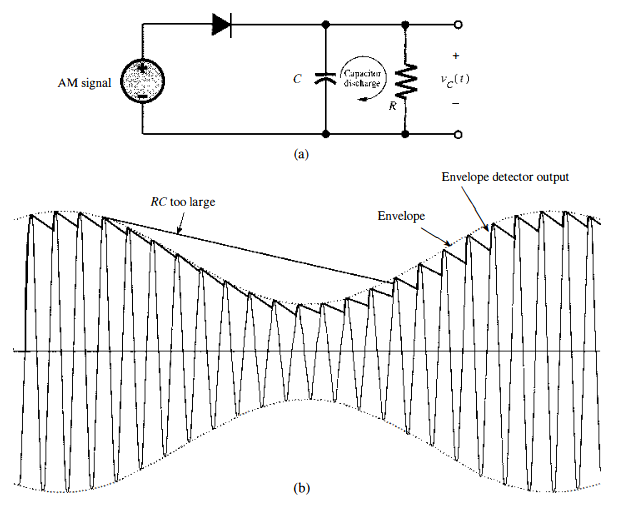 AM signal
+
−
C
Capacitor
discharge
R
+
v_C(t)
−
(a)
Envelope detector output
RC too large
Envelope
(b)